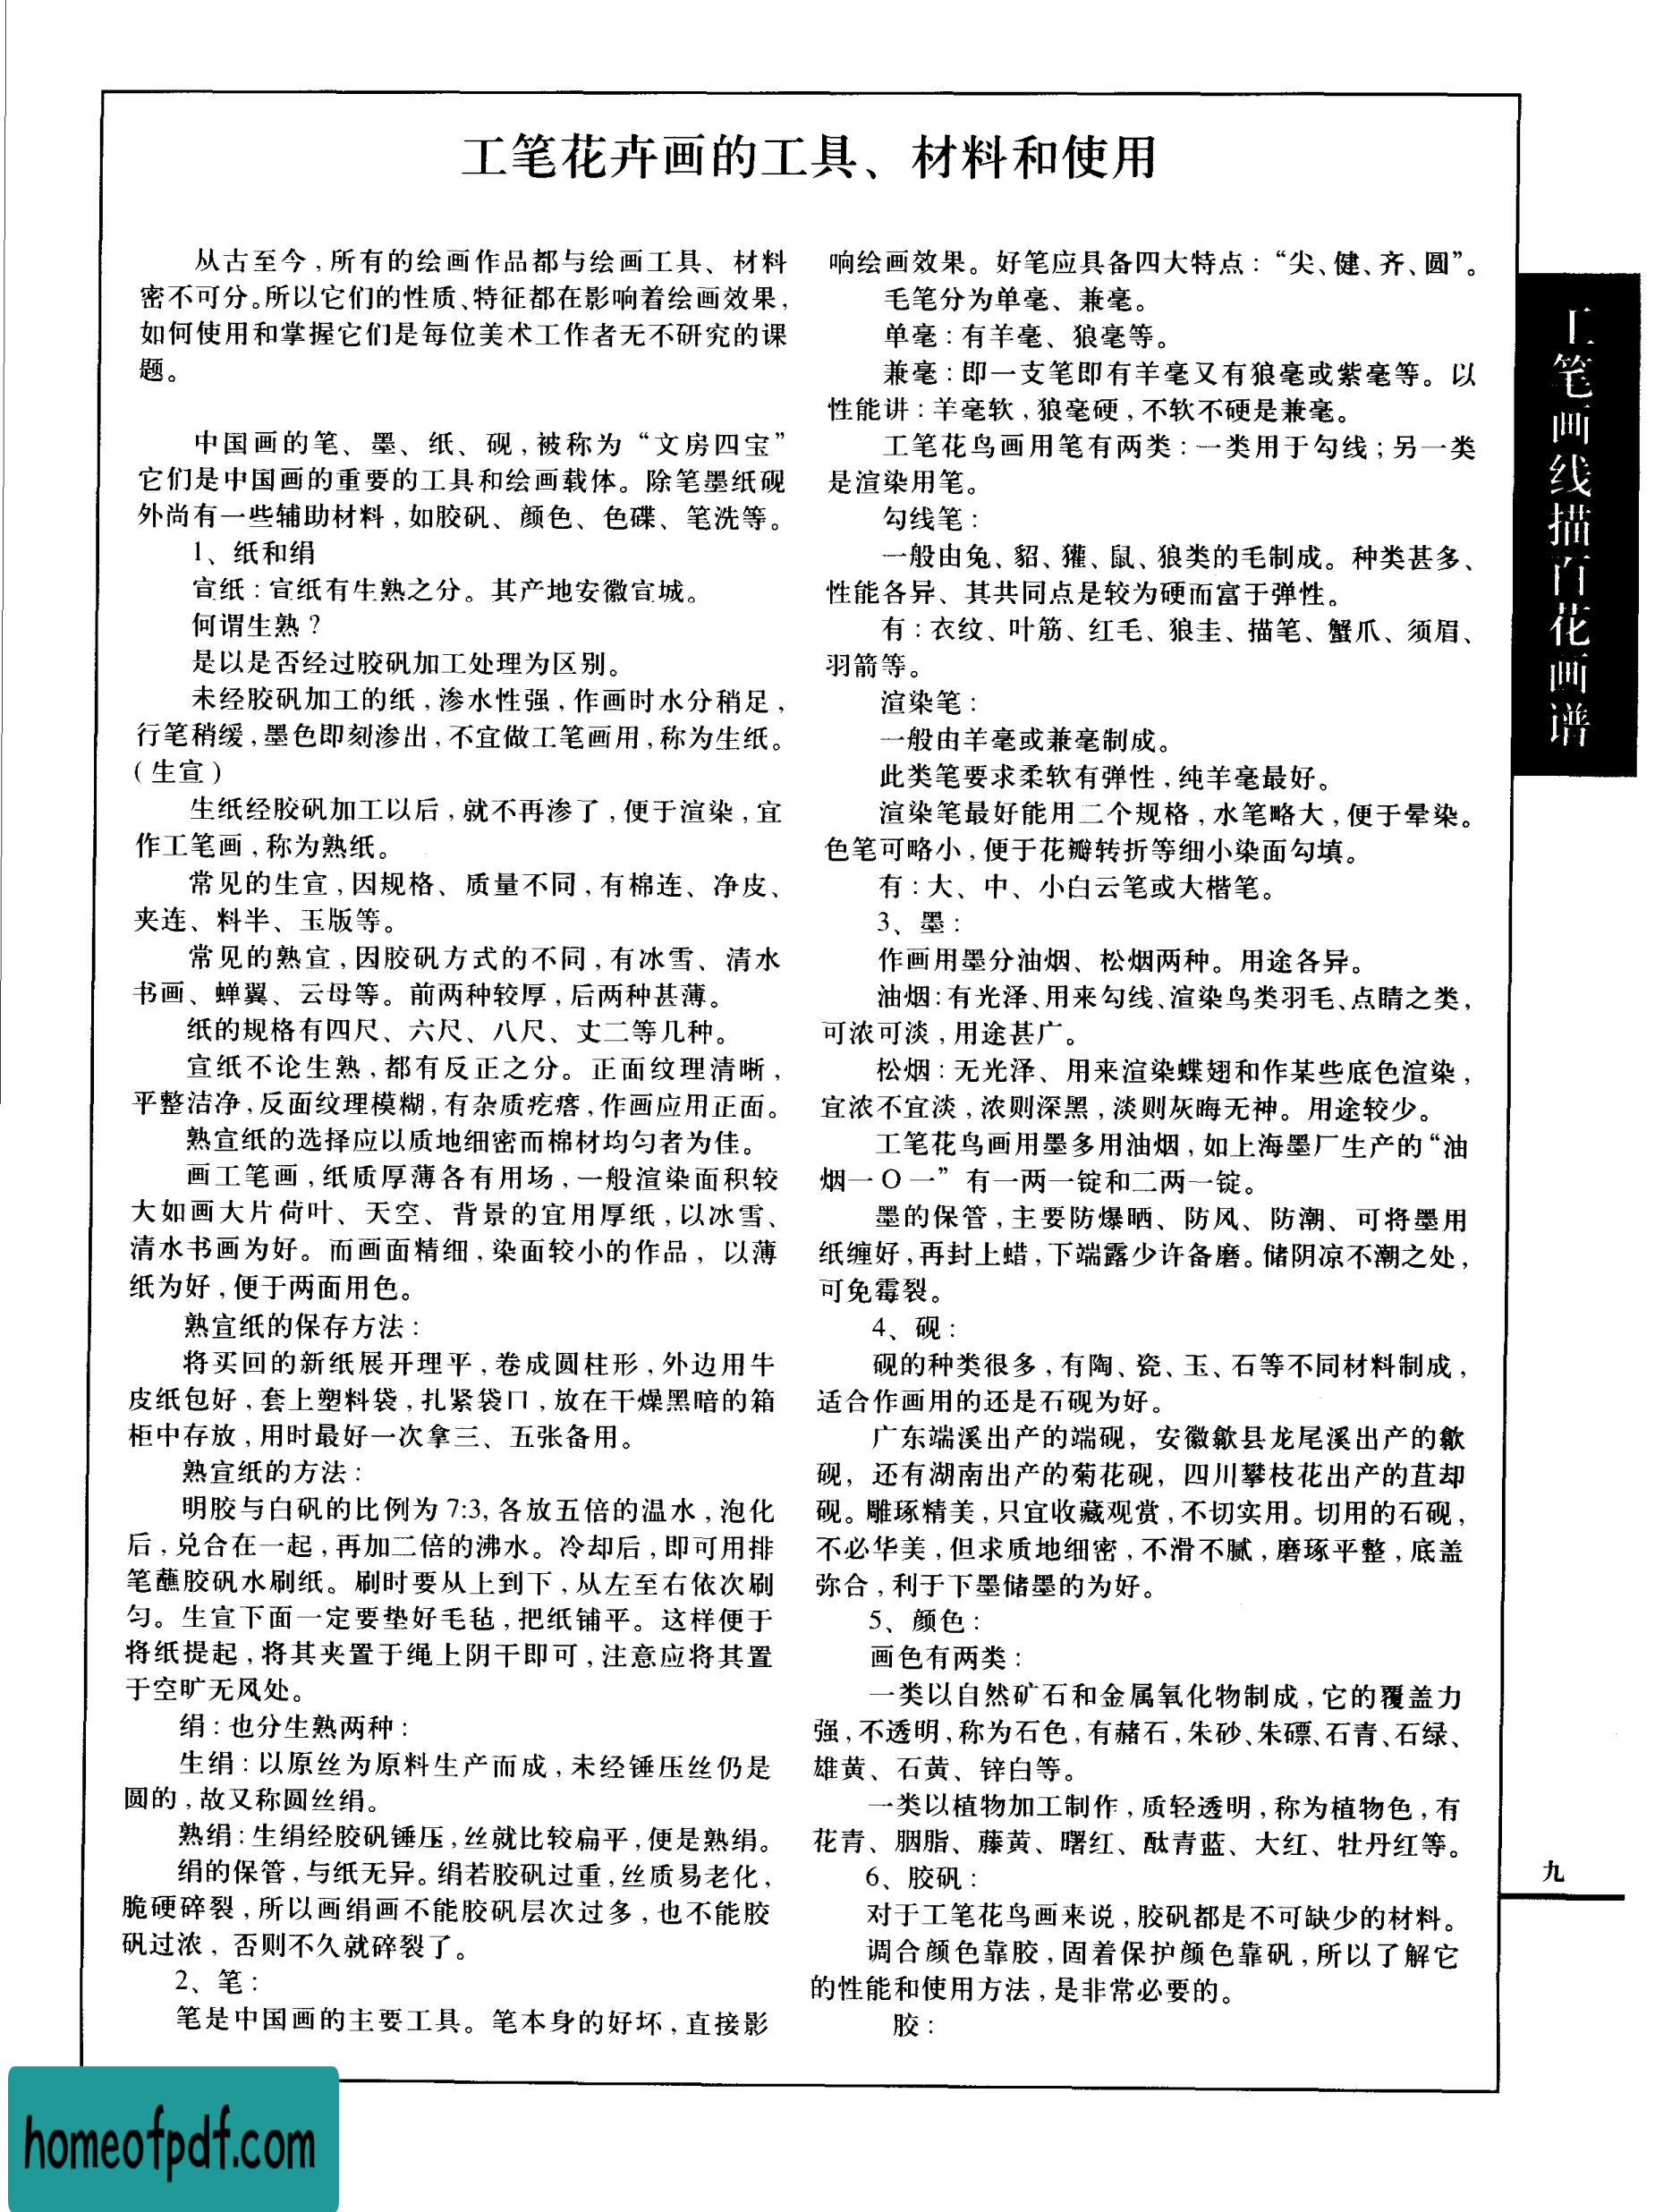 工笔花卉画的工具、材料和使用
从古至今,所有的绘画作品都与绘画工具、材料
密不可分。所以它们的性质、特征都在影响着绘画效果,
如何使用和掌握它们是每位美术工作者无不研究的课
题。
中国画的笔、墨、纸、砚,被称为“文房四宝”
它们是中国画的重要的工具和绘画载体。除笔墨纸砚
外尚有一些辅助材料,如胶矾、颜色、色碟、笔洗等。
1、纸和绢
宣纸:宣纸有生熟之分。其产地安徽宣城。
何谓生熟?
是以是否经过胶矾加工处理为区别。
未经胶矾加工的纸,渗水性强,作画时水分稍足,
行笔稍缓,墨色即刻渗出,不宜做工笔画用,称为生纸。
(生宣)
生纸经胶矾加工以后,就不再渗了,便于渲染,宜
作工笔画,称为熟纸。
常见的生宣,因规格、质量不同,有棉连、净皮、
夹连、料半、玉版等。
常见的熟宣,因胶矾方式的不同,有冰雪、清水
书画、蝉翼、云母等。前两种较厚,后两种甚薄。
纸的规格有四尺、六尺、八尺、丈二等几种。
宣纸不论生熟,都有反正之分。正面纹理清晰,
平整洁净,反面纹理模糊,有杂质疙瘩,作画应用正面。
熟宣纸的选择应以质地细密而棉材均匀者为佳。
画工笔画,纸质厚薄各有用场,一般渲染面积较
大如画大片荷叶、天空、背景的宜用厚纸,以冰雪、
清水书画为好。而画面精细,染面较小的作品,以薄
纸为好,便于两面用色。
熟宣纸的保存方法:
将买回的新纸展开理平,卷成圆柱形,外边用牛
皮纸包好,套上塑料袋,扎紧袋口,放在干燥黑暗的箱
柜中存放,用时最好一次拿三、五张备用。
熟宣纸的方法:
明胶与白矾的比例为7:3,各放五倍的温水,泡化
后,兑合在一起,再加二倍的沸水。冷却后,即可用排
笔蘸胶矾水刷纸。刷时要从上到下,从左至右依次刷
匀。生宣下面一定要垫好毛毡,把纸铺平。这样便于
将纸提起,将其夹置于绳上阴干即可,注意应将其置
于空旷无风处。
绢:也分生熟两种:
生绢:以原丝为原料生产而成,未经锤压丝仍是
圆的,故又称圆丝绢。
熟绢:生绢经胶矾锤压,丝就比较扁平,便是熟绢。
绢的保管,与纸无异。绢若胶矾过重,丝质易老化,
脆硬碎裂,所以画绢画不能胶矾层次过多,也不能胶
矾过浓,否则不久就碎裂了。
2、笔:
笔是中国画的主要工具。笔本身的好坏,直接影
响绘画效果。好笔应具备四大特点:“尖、健、齐、圆”。
毛笔分为单毫、兼毫。
单毫:有羊毫、狼毫等。
兼毫:即一支笔即有羊毫又有狼毫或紫毫等。以
性能讲:羊毫软,狼毫硬,不软不硬是兼毫。
工笔花鸟画用笔有两类:一类用于勾线;另一类
是渲染用笔。
勾线笔:
一般由兔、貂、獾、鼠、狼类的毛制成。种类甚多、
性能各异、其共同点是较为硬而富于弹性。
有:衣纹、叶筋、红毛、狼圭、描笔、蟹爪、须眉、
羽箭等。
渲染笔:
一般由羊毫或兼毫制成。
此类笔要求柔软有弹性,纯羊毫最好。
渲染笔最好能用二个规格,水笔略大,便于晕染。
色笔可略小,便于花瓣转折等细小染面勾填。
有:大、中、小白云笔或大楷笔。
3、墨:
作画用墨分油烟、松烟两种。用途各异。
油烟:有光泽、用来勾线、渲染鸟类羽毛、点睛之类,
可浓可淡,用途甚广。
松烟:无光泽、用来渲染蝶翅和作某些底色渲染,
宜浓不宜淡,浓则深黑,淡则灰晦无神。用途较少。
工笔花鸟画用墨多用油烟,如上海墨厂生产的“油
烟一O一”有一两一锭和二两一锭。
墨的保管,主要防爆晒、防风、防潮、可将墨用
纸缠好,再封上蜡,下端露少许备磨。储阴凉不潮之处,
可免霉裂。
4、砚:
砚的种类很多,有陶、瓷、玉、石等不同材料制成,
适合作画用的还是石砚为好。
广东端溪出产的端砚,安徽歙县龙尾溪出产的歙
砚,还有湖南出产的菊花砚,四川攀枝花出产的苴却
砚。雕琢精美,只宜收藏观赏,不切实用。切用的石砚,
不必华美,但求质地细密,不滑不腻,磨琢平整,底盖
弥合,利于下墨储墨的为好。
5、颜色:
画色有两类:
一类以自然矿石和金属氧化物制成,它的覆盖力
强,不透明,称为石色,有赭石,朱砂、朱磦、石青、石绿、
雄黄、石黄、锌白等。
一类以植物加工制作,质轻透明,称为植物色,有
花青、胭脂、藤黄、曙红、酞青蓝、大红、牡丹红等。
6、胶矾:
对于工笔花鸟画来说,胶矾都是不可缺少的材料。
调合颜色靠胶,固着保护颜色靠矾,所以了解它
的性能和使用方法,是非常必要的。
胶:
工笔画线描百花画谱
九
homeofpdf.com